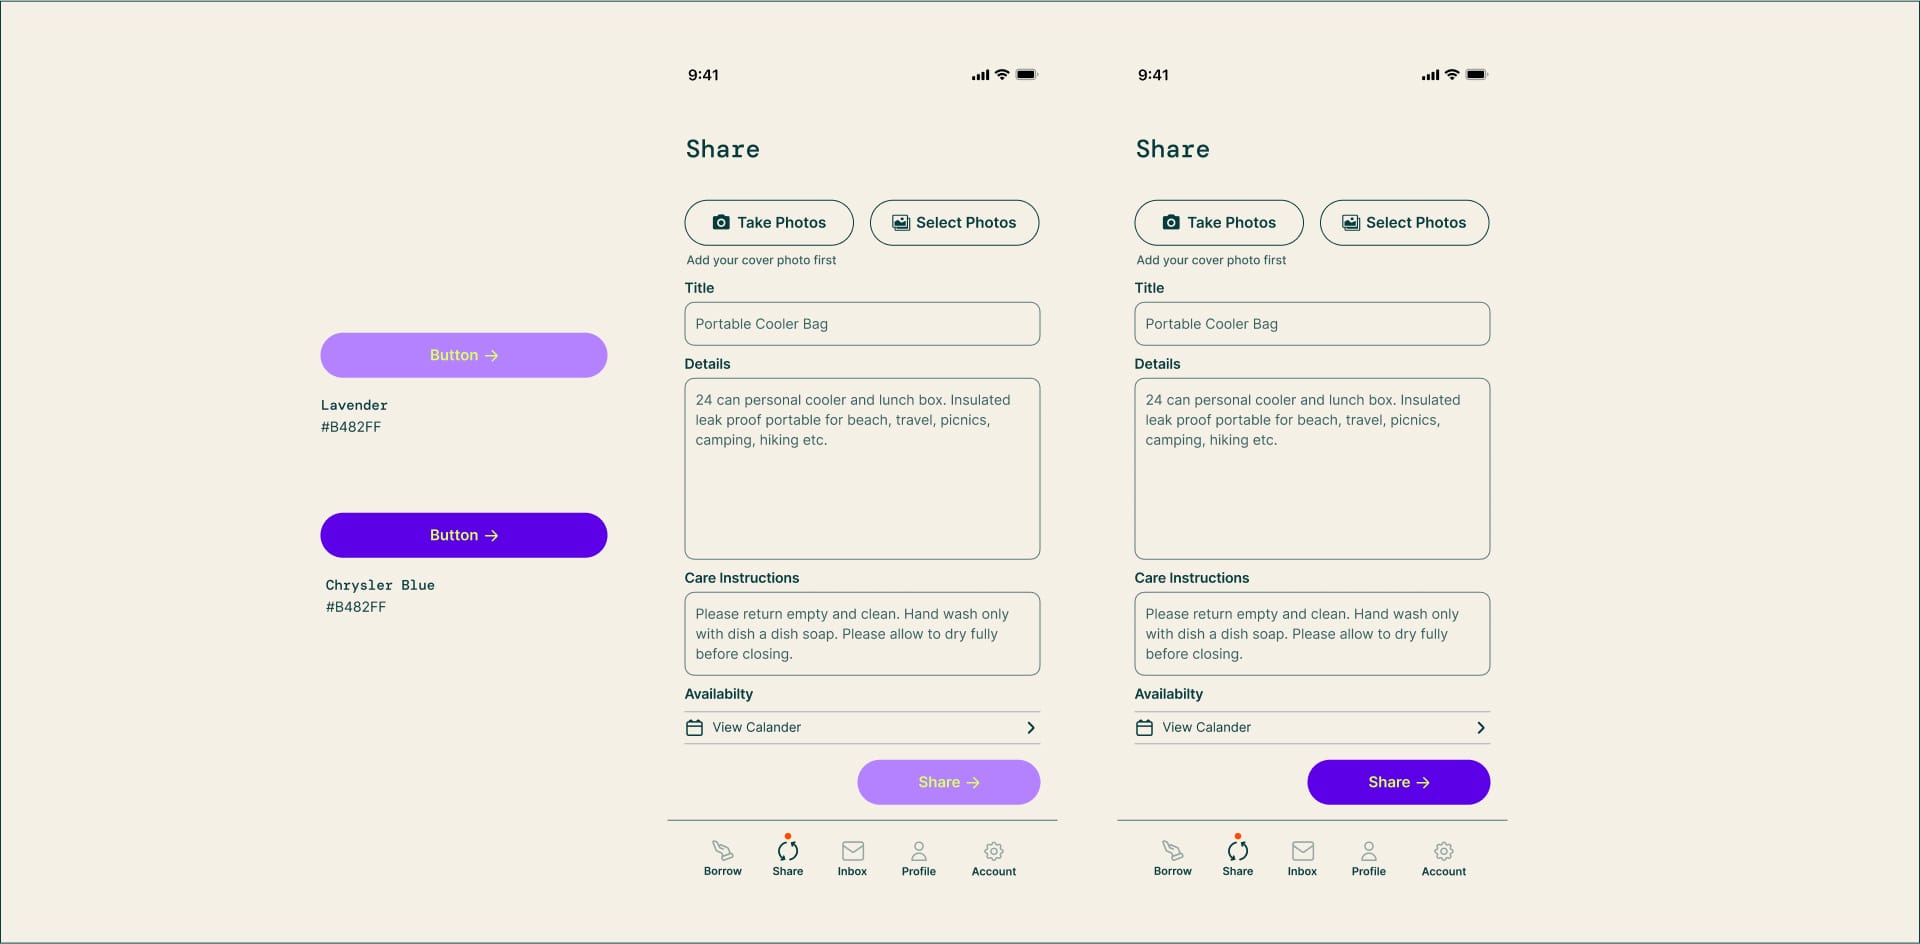 Button →
Lavender
#B482FF
Button →
Chrysler Blue
#B482FF
9:41
Share
Take Photos
Select Photos
Add your cover photo first
Title
Portable Cooler Bag
Details
24 can personal cooler and lunch box. Insulated
leak proof portable for beach, travel, picnics,
camping, hiking etc.
Care Instructions
Please return empty and clean. Hand wash only
with dish a dish soap. Please allow to dry fully
before closing.
Availabilty
View Calander
Share →
Borrow
Share
Inbox
Profile
Account
9:41
Share
Take Photos
Select Photos
Add your cover photo first
Title
Portable Cooler Bag
Details
24 can personal cooler and lunch box. Insulated
leak proof portable for beach, travel, picnics,
camping, hiking etc.
Care Instructions
Please return empty and clean. Hand wash only
with dish a dish soap. Please allow to dry fully
before closing.
Availabilty
View Calander
Share →
Borrow
Share
Inbox
Profile
Account